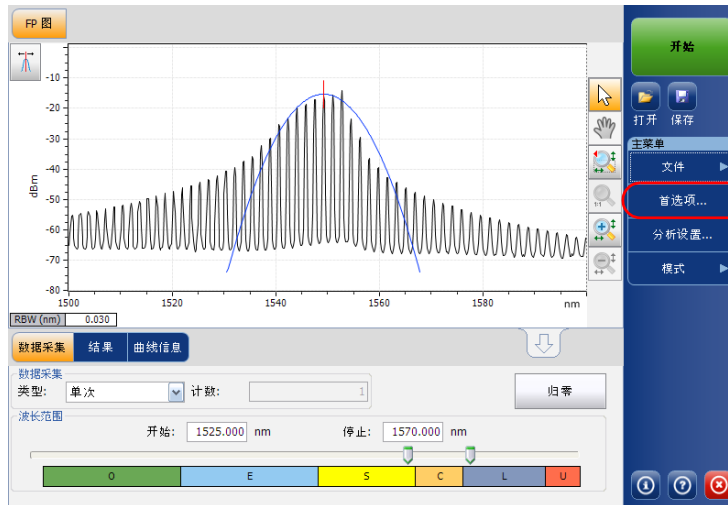 FP 图
开始
打开 保存
主菜单
文件
首选项...
分析设置...
模式
dBm
-10
-20
-30
-40
-50
-60
-70
-80
1500 1520 1540 1560 1580 nm
RBW (nm) 0.030
数据采集 结果 曲线信息
数据采集
类型: 单次 计数: 1
归零
波长范围
开始: 1525.000 nm 停止: 1570.000 nm
O E S C L U
1:1